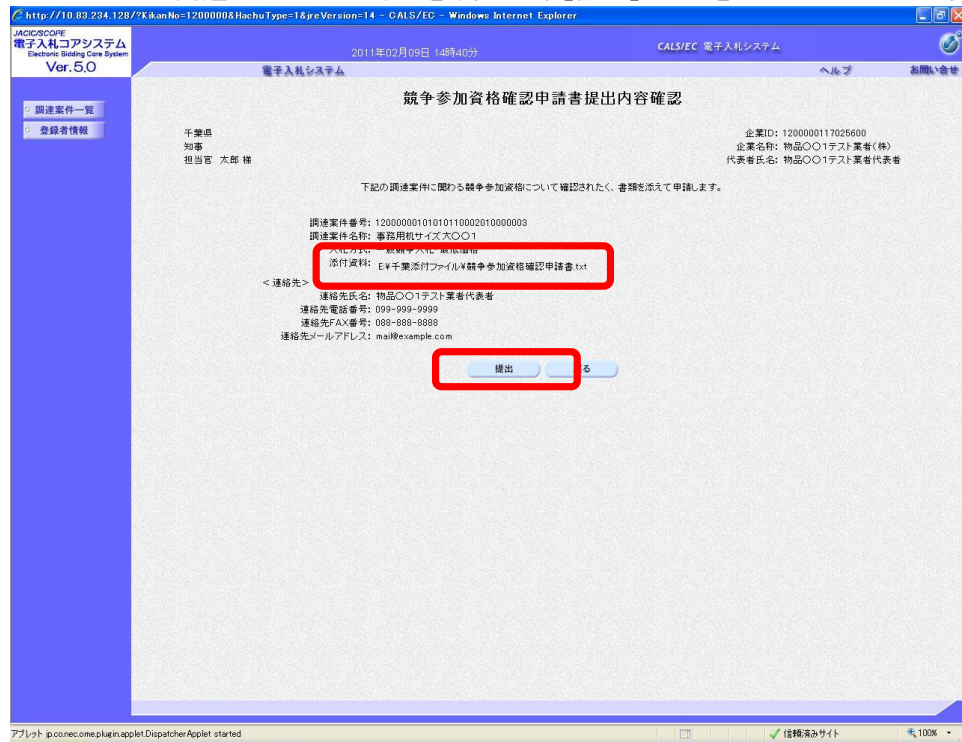 http://10.83.234.128/?KikanNo=1200000&HachuType=1&jreVersion=14 - CALS/EC - Windows Internet Explorer
JACIC/SCOPE
電子入札コアシステム
Electronic Bidding Core System
Ver.5.0
2011年02月09日 14時40分
CALS/EC 電子入札システム
電子入札システム
ヘルプ
お問い合せ
調達案件一覧
登録者情報
競争参加資格確認申請書提出内容確認
千葉県
知事
担当官 太郎 様
企業ID: 1200000117025600
企業名称: 物品〇〇1テスト業者(株)
代表者氏名: 物品〇〇1テスト業者代表者
下記の調達案件に関わる競争参加資格について確認されたく、書類を添えて申請します。
調達案件番号: 1200000010101011000201000003
調達案件名称: 事務用机サイズ大〇〇1
入札方式: 一般競争入札 最低価格
添付資料: E¥千葉添付ファイル¥競争参加資格確認申請書.txt
<連絡先>
連絡先氏名: 物品〇〇1テスト業者代表者
連絡先電話番号: 099-999-9999
連絡先FAX番号: 088-888-8888
連絡先メールアドレス: mail@example.com
提出
る
アプレット jp.co.nec.ome.plugin.applet.DispatcherApplet started
信頼済みサイト
100%